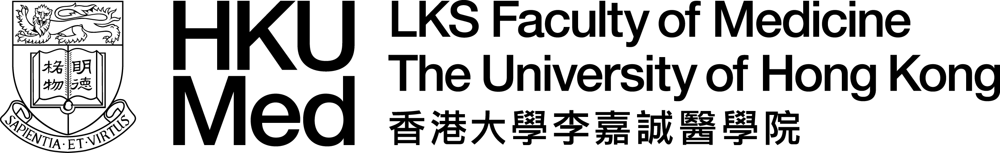 明德
格物
SAPIENTIA · ET · VIRTUS
HKU
Med
LKS Faculty of Medicine
The University of Hong Kong
香港大學李嘉誠醫學院